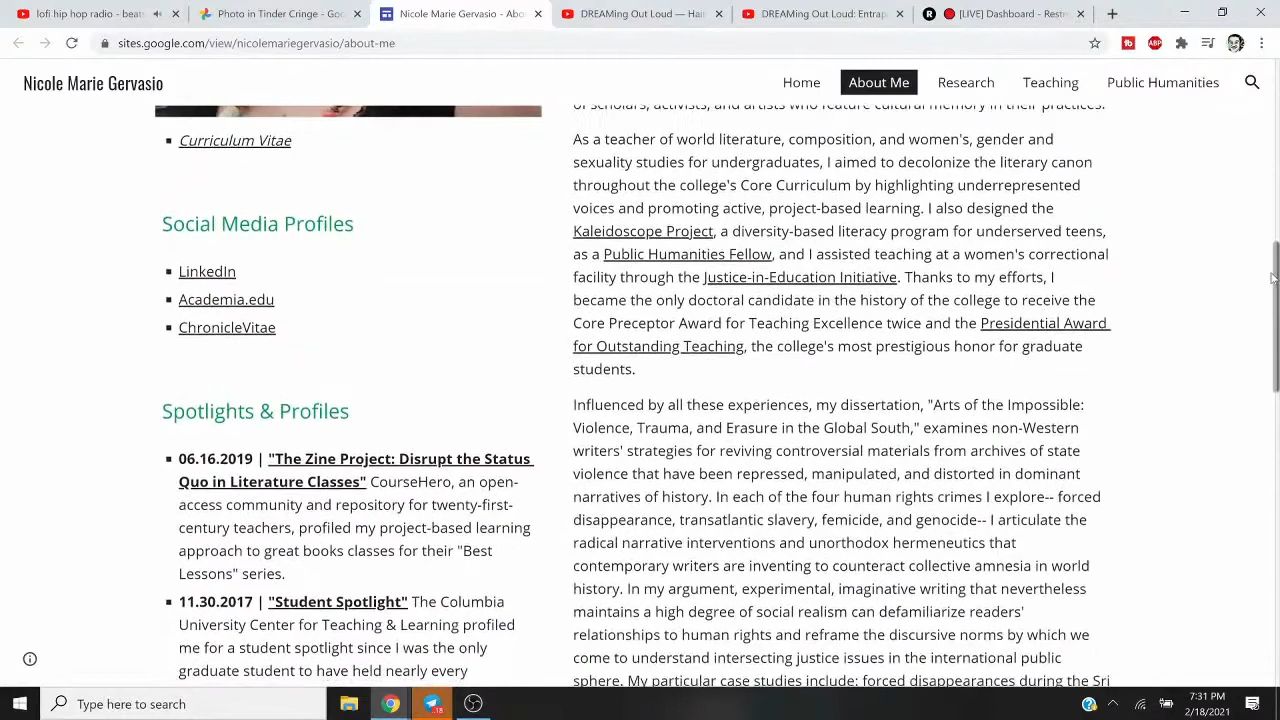 lofi hip hop radio beats
Photo in Tinder - Goo
Nicole Marie Gervasio - Abo
DREAMing Out Loud — Han
DREAMing Out Loud: Entrap
[LIVE] Dashboard - Restre
sites.google.com/view/nicolemariegervasio/about-me
Nicole Marie Gervasio
Home
About Me
Research
Teaching
Public Humanities
Curriculum Vitae
Social Media Profiles
LinkedIn
Academia.edu
ChronicleVitae
Spotlights & Profiles
06.16.2019 | "The Zine Project: Disrupt the Status
Quo in Literature Classes" CourseHero, an open-
access community and repository for twenty-first-
century teachers, profiled my project-based learning
approach to great books classes for their "Best
Lessons" series.
11.30.2017 | "Student Spotlight" The Columbia
University Center for Teaching & Learning profiled
me for a student spotlight since I was the only
graduate student to have held nearly every
of scholars, activists, and artists who feature cultural memory in their practices.
As a teacher of world literature, composition, and women's, gender and
sexuality studies for undergraduates, I aimed to decolonize the literary canon
throughout the college's Core Curriculum by highlighting underrepresented
voices and promoting active, project-based learning. I also designed the
Kaleidoscope Project, a diversity-based literacy program for underserved teens,
as a Public Humanities Fellow, and I assisted teaching at a women's correctional
facility through the Justice-in-Education Initiative. Thanks to my efforts, I
became the only doctoral candidate in the history of the college to receive the
Core Preceptor Award for Teaching Excellence twice and the Presidential Award
for Outstanding Teaching, the college's most prestigious honor for graduate
students.
Influenced by all these experiences, my dissertation, "Arts of the Impossible:
Violence, Trauma, and Erasure in the Global South," examines non-Western
writers' strategies for reviving controversial materials from archives of state
violence that have been repressed, manipulated, and distorted in dominant
narratives of history. In each of the four human rights crimes I explore-- forced
disappearance, transatlantic slavery, femicide, and genocide-- I articulate the
radical narrative interventions and unorthodox hermeneutics that
contemporary writers are inventing to counteract collective amnesia in world
history. In my argument, experimental, imaginative writing that nevertheless
maintains a high degree of social realism can defamiliarize readers'
relationships to human rights and reframe the discursive norms by which we
come to understand intersecting justice issues in the international public
sphere. My particular case studies include: forced disappearances during the Sri
Type here to search
7:31 PM
2/18/2021